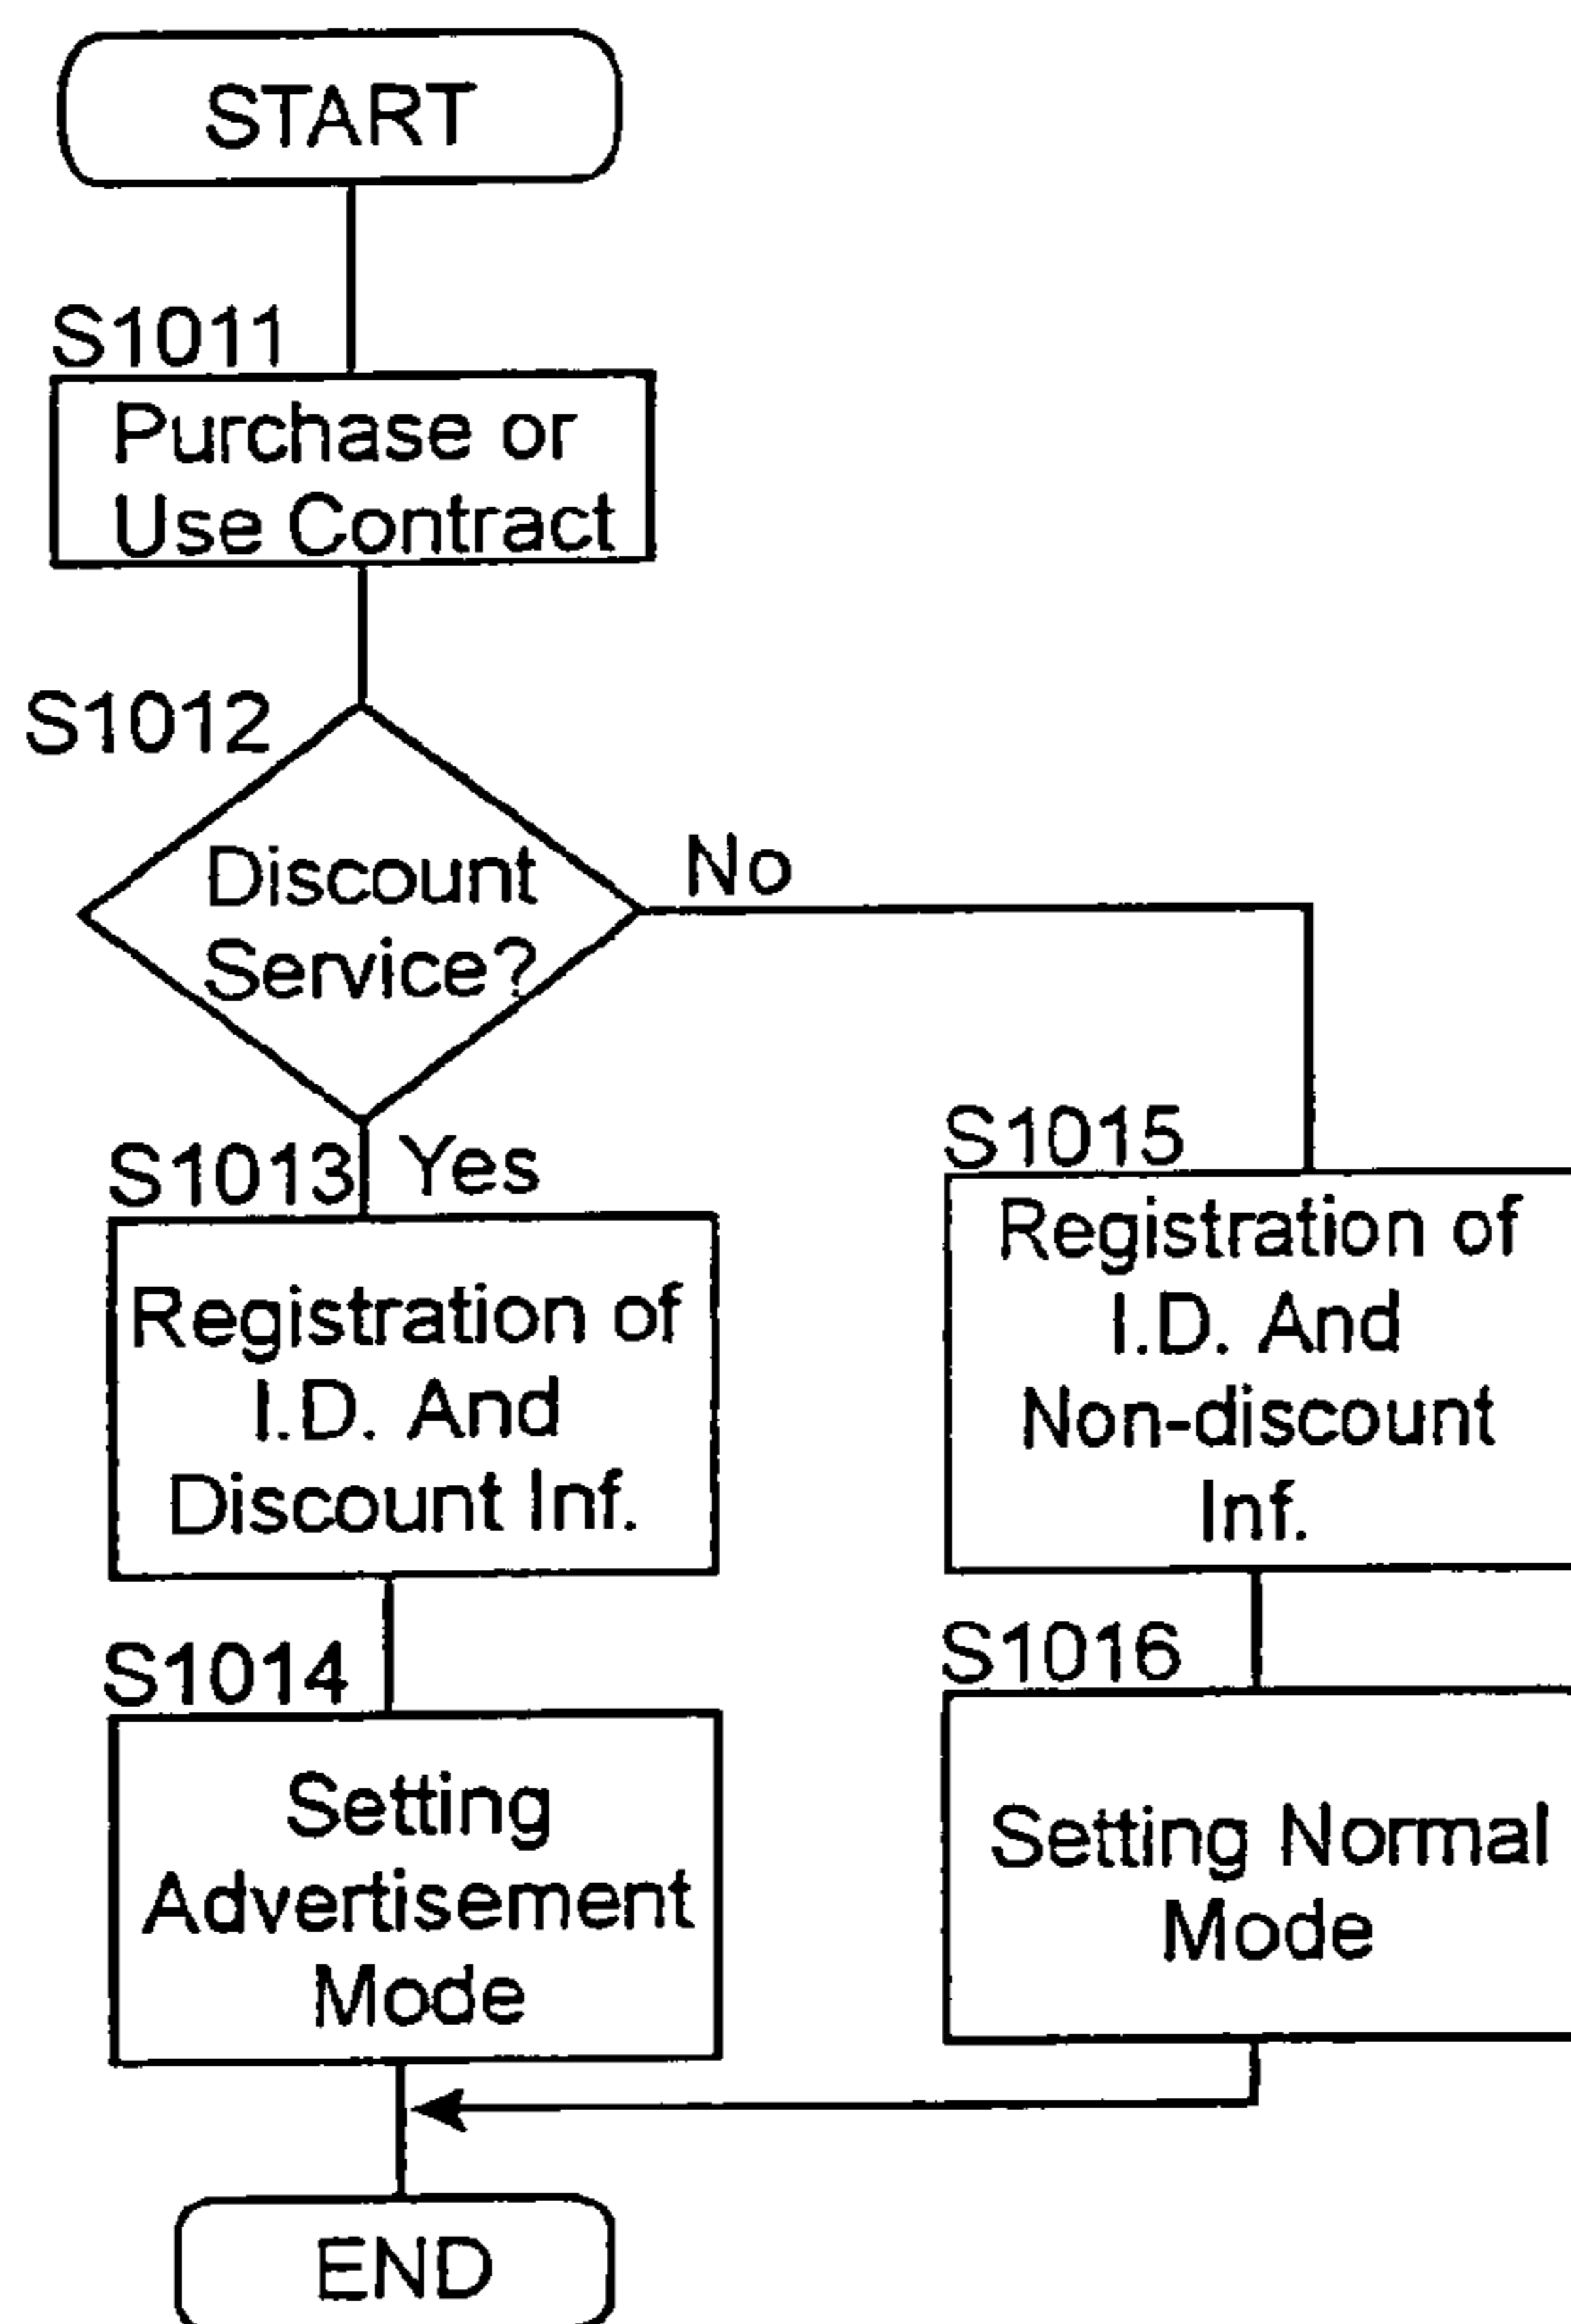 START
S1011
Purchase or
Use Contract
S1012
Discount
Service?
No
S1013
Yes
Registration of
I.D. And
Discount Inf.
S1014
Setting
Advertisement
Mode
S1015
Registration of
I.D. And
Non-discount
Inf.
S1016
Setting Normal
Mode
END